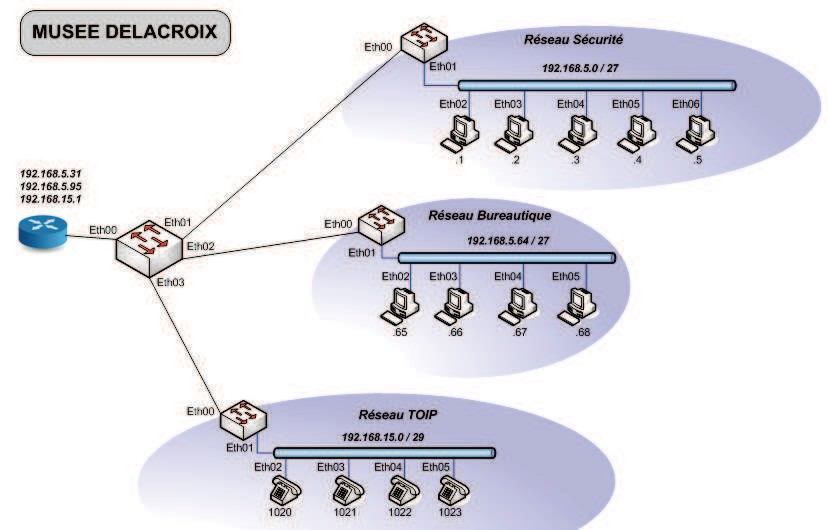 MUSEE DELACROIX
Réseau Sécurité
Eth00
Eth01
192.168.5.0 / 27
Eth02 Eth03 Eth04 Eth05 Eth06
.1 .2 .3 .4 .5
192.168.5.31
192.168.5.95
192.168.15.1
Eth00
Eth01
Eth02
Eth03
Réseau Bureautique
Eth00
Eth01
192.168.5.64 / 27
Eth02 Eth03 Eth04 Eth05
.65 .66 .67 .68
Réseau TOIP
Eth00
Eth01
192.168.15.0 / 29
Eth02 Eth03 Eth04 Eth05
1020 1021 1022 1023